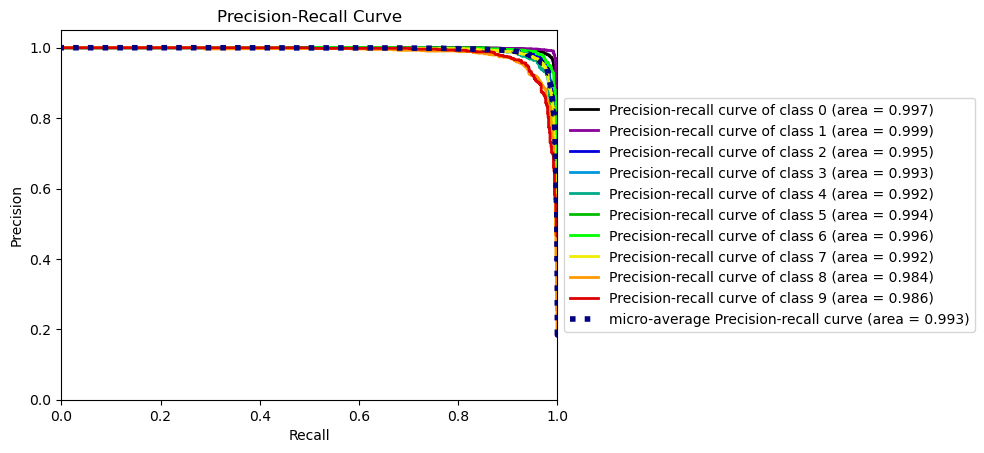 Precision-Recall Curve
1.0
0.8
0.6
0.4
0.2
0.0
Precision
0.0 0.2 0.4 0.6 0.8 1.0
Recall
Precision-recall curve of class 0 (area = 0.997)
Precision-recall curve of class 1 (area = 0.999)
Precision-recall curve of class 2 (area = 0.995)
Precision-recall curve of class 3 (area = 0.993)
Precision-recall curve of class 4 (area = 0.992)
Precision-recall curve of class 5 (area = 0.994)
Precision-recall curve of class 6 (area = 0.996)
Precision-recall curve of class 7 (area = 0.992)
Precision-recall curve of class 8 (area = 0.984)
Precision-recall curve of class 9 (area = 0.986)
micro-average Precision-recall curve (area = 0.993)